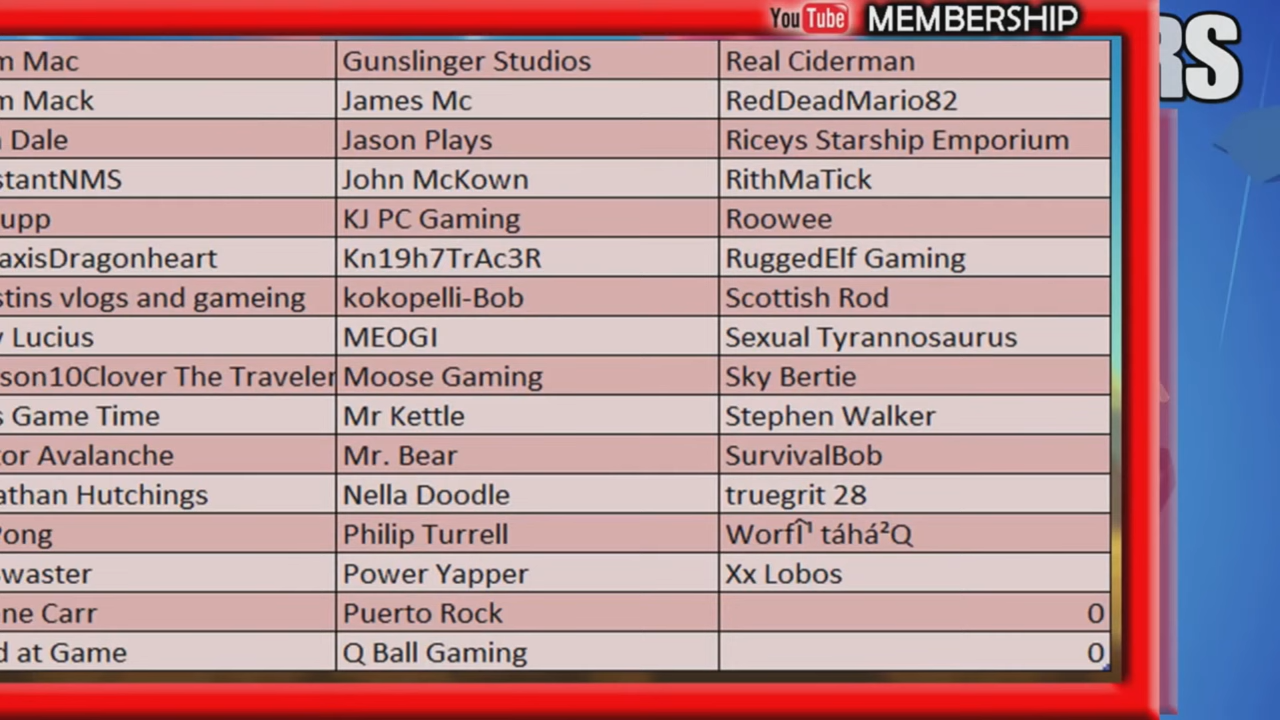 You Tube MEMBERSHIP
RS
m Mac Gunslinger Studios Real Ciderman
m Mack James Mc RedDeadMario82
Dale Jason Plays Riceys Starship Emporium
stantNMS John McKown RithMaTick
upp KJ PC Gaming Roowee
axisDragonheart Kn19h7TrAc3R RuggedElf Gaming
stins vlogs and gameing kokopelli-Bob Scottish Rod
Lucius MEOGI Sexual Tyrannosaurus
son10Clover The Traveler Moose Gaming Sky Bertie
s Game Time Mr Kettle Stephen Walker
tor Avalanche Mr. Bear SurvivalBob
athan Hutchings Nella Doodle truegrit 28
Pong Philip Turrell WorfÎ¹ táhá²Q
waster Power Yapper Xx Lobos
ne Carr Puerto Rock 0
d at Game Q Ball Gaming 0